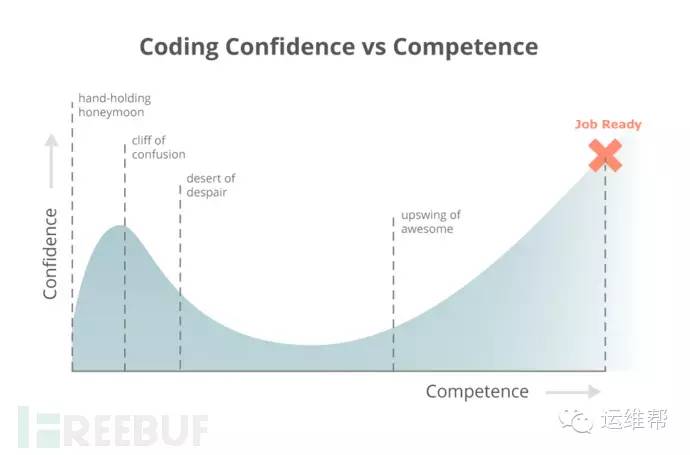 Coding Confidence vs Competence
hand-holding
honeymoon
cliff of
confusion
desert of
despair
upswing of
awesome
Job Ready
Confidence
Competence
FREEBUF
运维帮